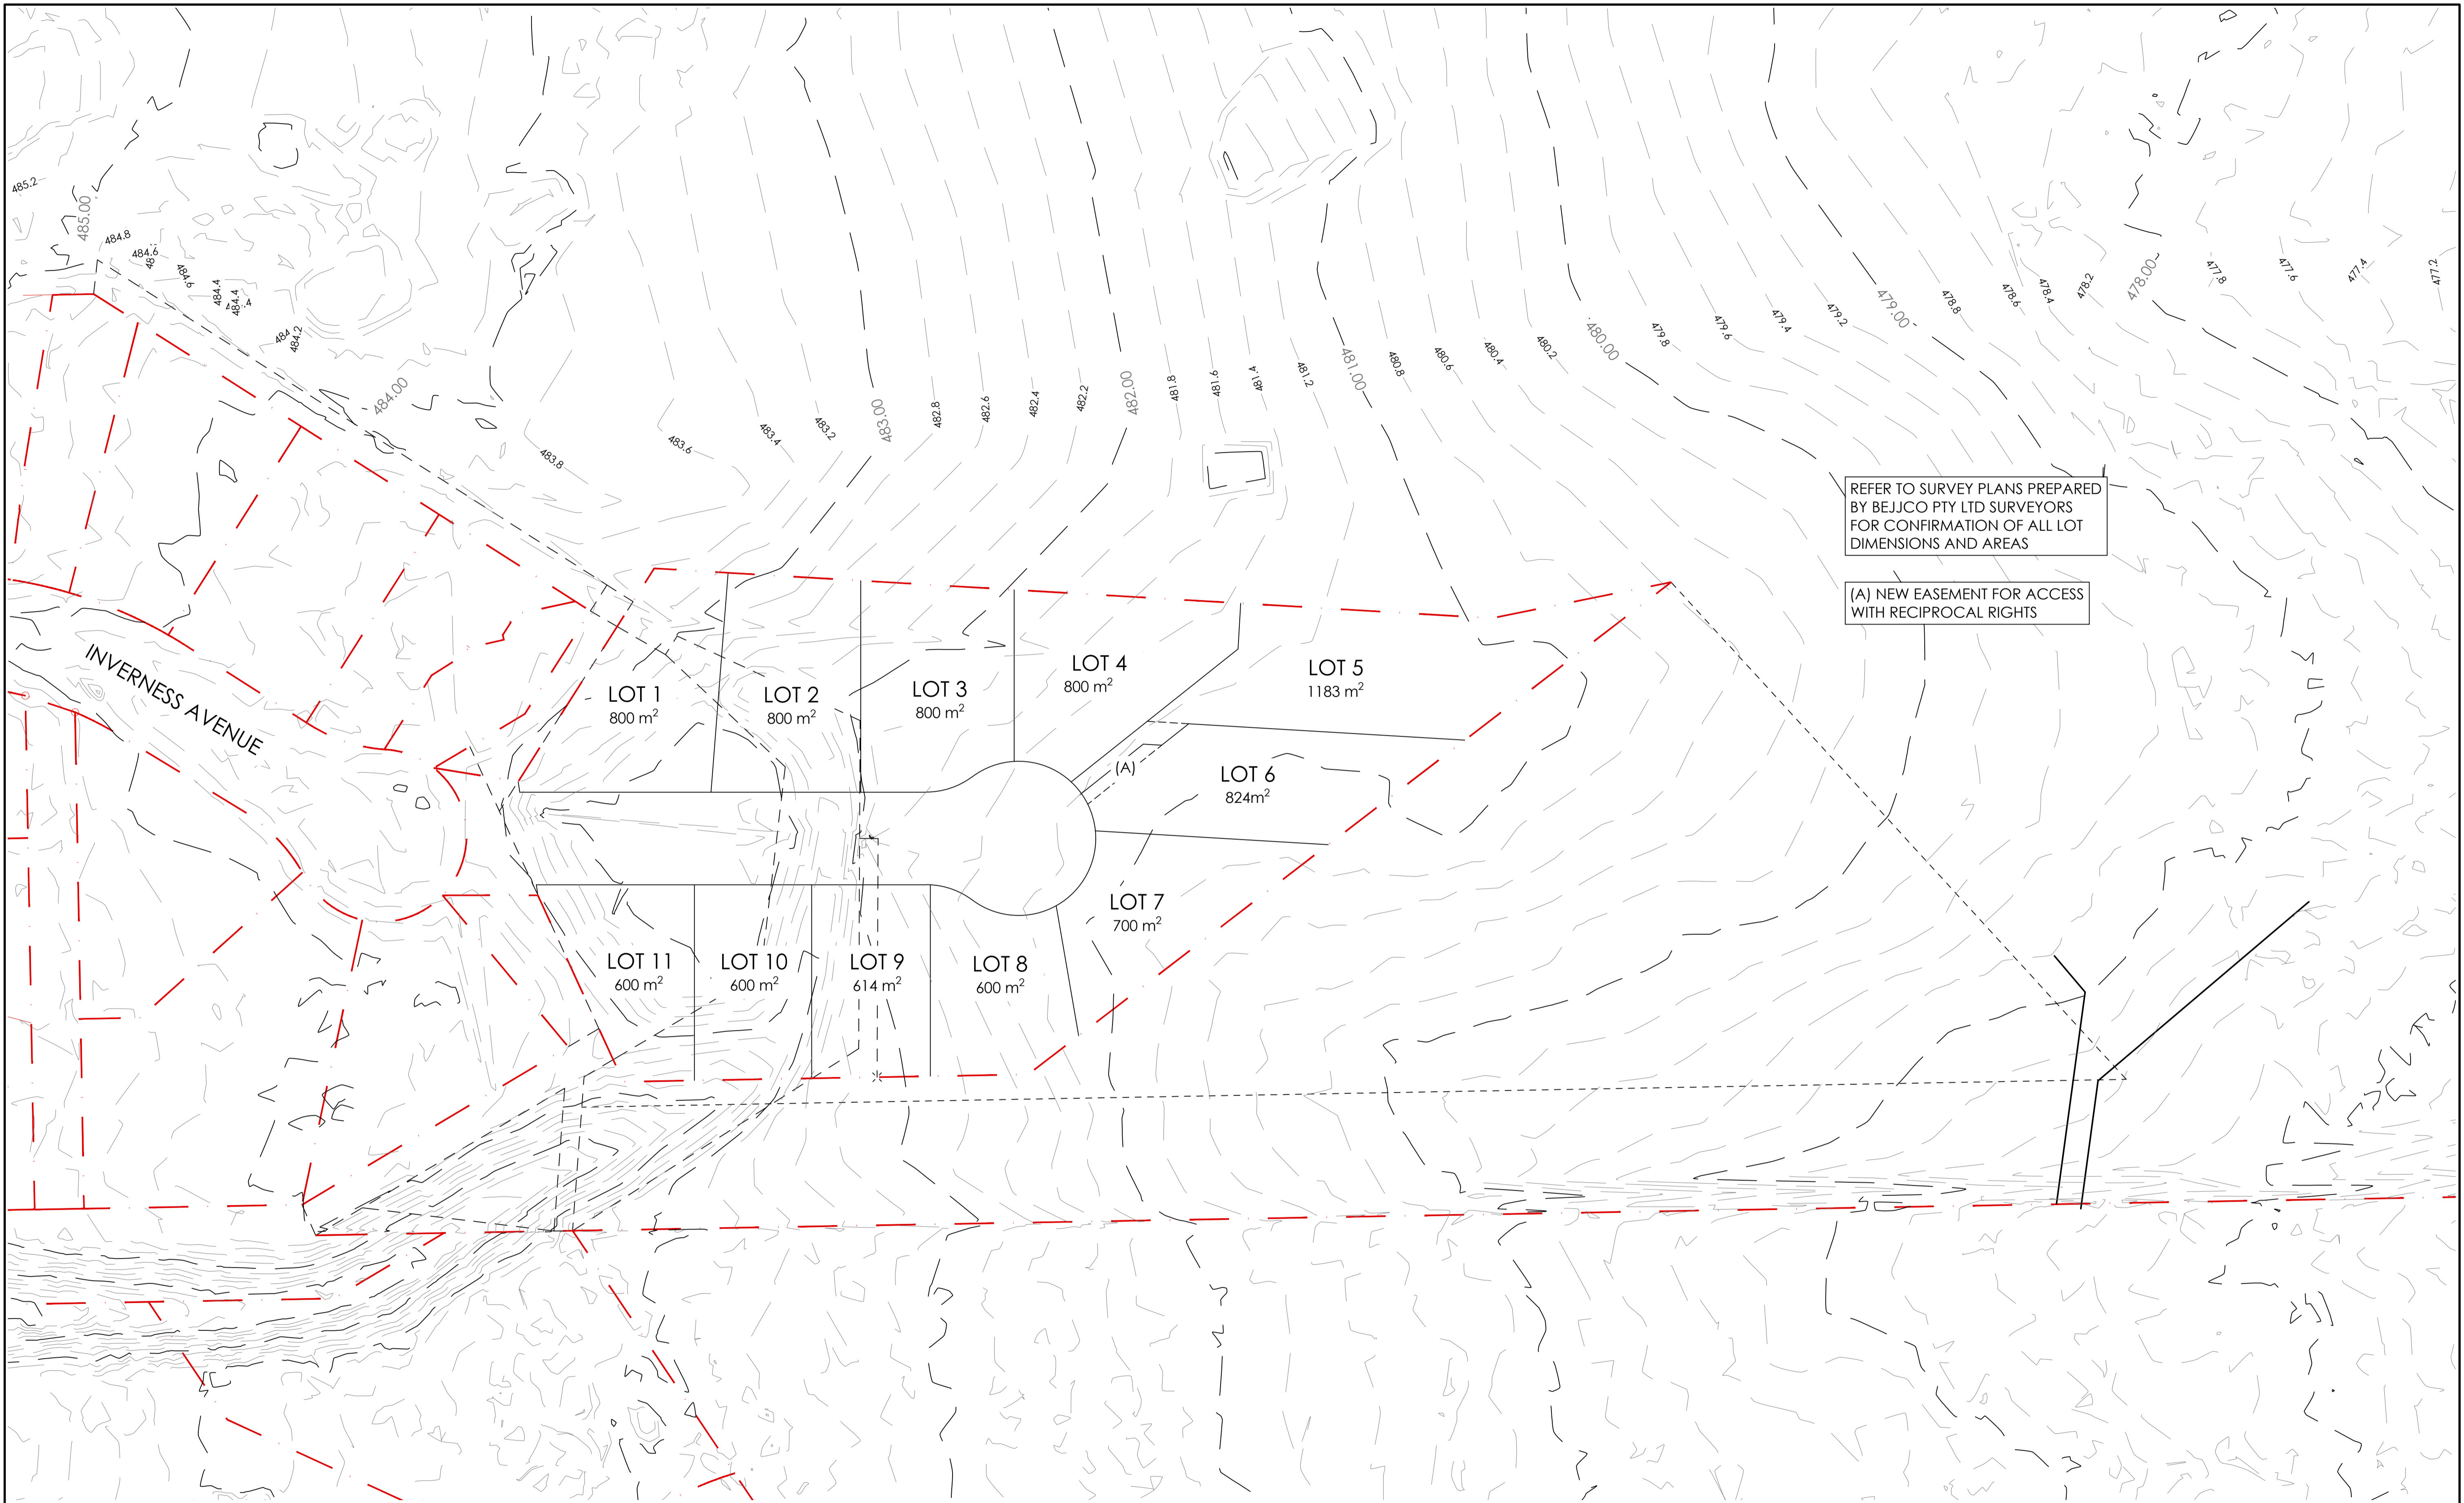 485.2
485.00
484.8
484.6
484.6
484.4
484.4
484.2
484.00
483.8
483.6
483.4
483.2
483.00
482.8
482.6
482.4
482.2
482.00
481.8
481.6
481.4
481.2
481.00
480.8
480.6
480.4
480.2
480.00
479.8
479.6
479.4
479.2
479.00
478.8
478.6
478.4
478.2
478.00
477.8
477.6
477.4
477.2
REFER TO SURVEY PLANS PREPARED
BY BEJJCO PTY LTD SURVEYORS
FOR CONFIRMATION OF ALL LOT
DIMENSIONS AND AREAS
(A) NEW EASEMENT FOR ACCESS
WITH RECIPROCAL RIGHTS
INVERNESS AVENUE
LOT 1
800 m²
LOT 2
800 m²
LOT 3
800 m²
LOT 4
800 m²
LOT 5
1183 m²
(A)
LOT 6
824m²
LOT 7
700 m²
LOT 11
600 m²
LOT 10
600 m²
LOT 9
614 m²
LOT 8
600 m²